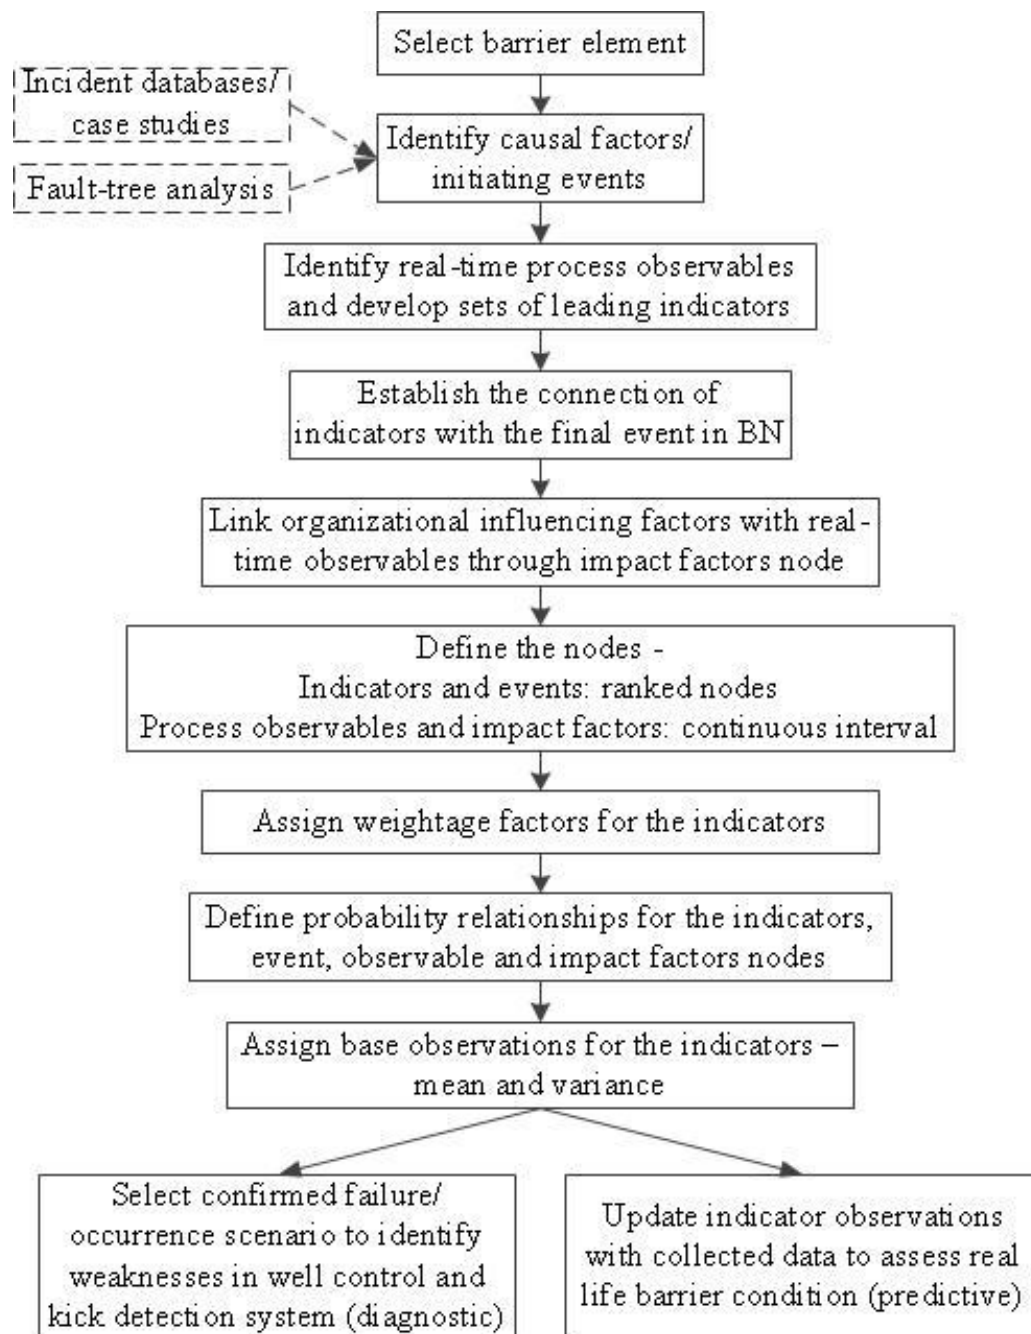 Select barrier element
Incident databases/
case studies
Fault-tree analysis
Identify causal factors/
initiating events
Identify real-time process observables
and develop sets of leading indicators
Establish the connection of
indicators with the final event in BN
Link organizational influencing factors with real-
time observables through impact factors node
Define the nodes -
Indicators and events: ranked nodes
Process observables and impact factors: continuous interval
Assign weightage factors for the indicators
Define probability relationships for the indicators,
event, observable and impact factors nodes
Assign base observations for the indicators –
mean and variance
Select confirmed failure/
occurrence scenario to identify
weaknesses in well control and
kick detection system (diagnostic)
Update indicator observations
with collected data to assess real
life barrier condition (predictive)